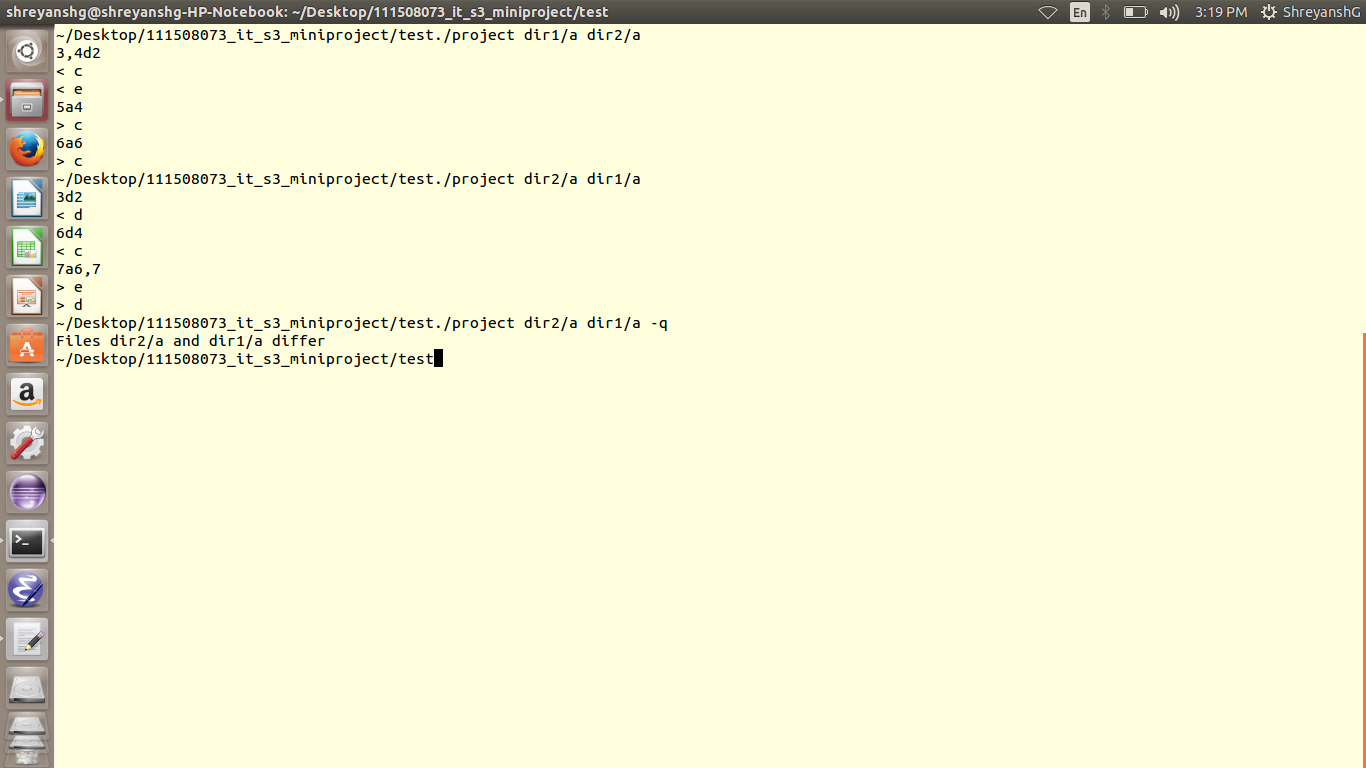 shreyanshg@shreyanshg-HP-Notebook: ~/Desktop/111508073_it_s3_miniproject/test
En
3:19 PM
ShreyanshG
~/Desktop/111508073_it_s3_miniproject/test./project dir1/a dir2/a
3,4d2
< c
< e
5a4
> c
6a6
> c
~/Desktop/111508073_it_s3_miniproject/test./project dir2/a dir1/a
3d2
< d
6d4
< c
7a6,7
> e
> d
~/Desktop/111508073_it_s3_miniproject/test./project dir2/a dir1/a -q
Files dir2/a and dir1/a differ
~/Desktop/111508073_it_s3_miniproject/test